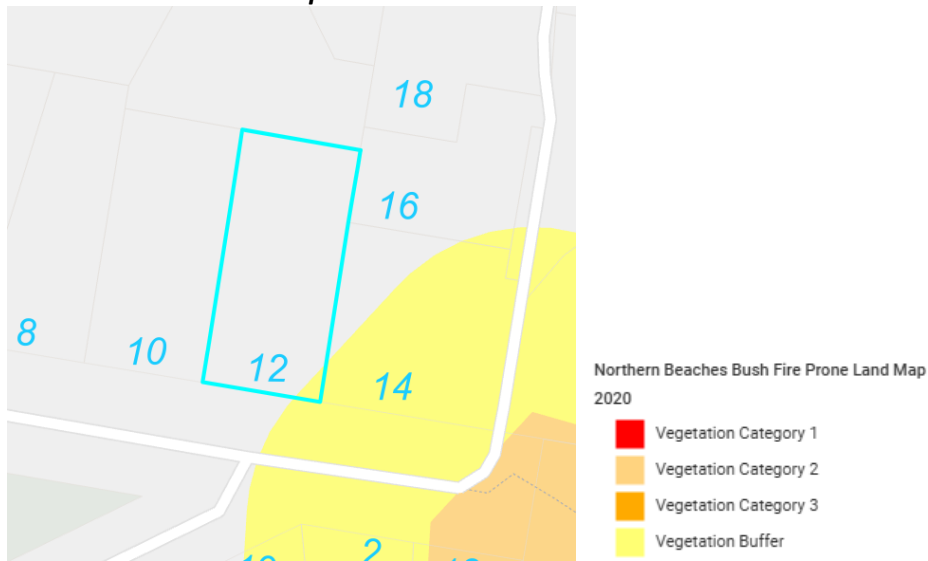 18
16
8
10
12
14
2
Northern Beaches Bush Fire Prone Land Map
2020
Vegetation Category 1
Vegetation Category 2
Vegetation Category 3
Vegetation Buffer